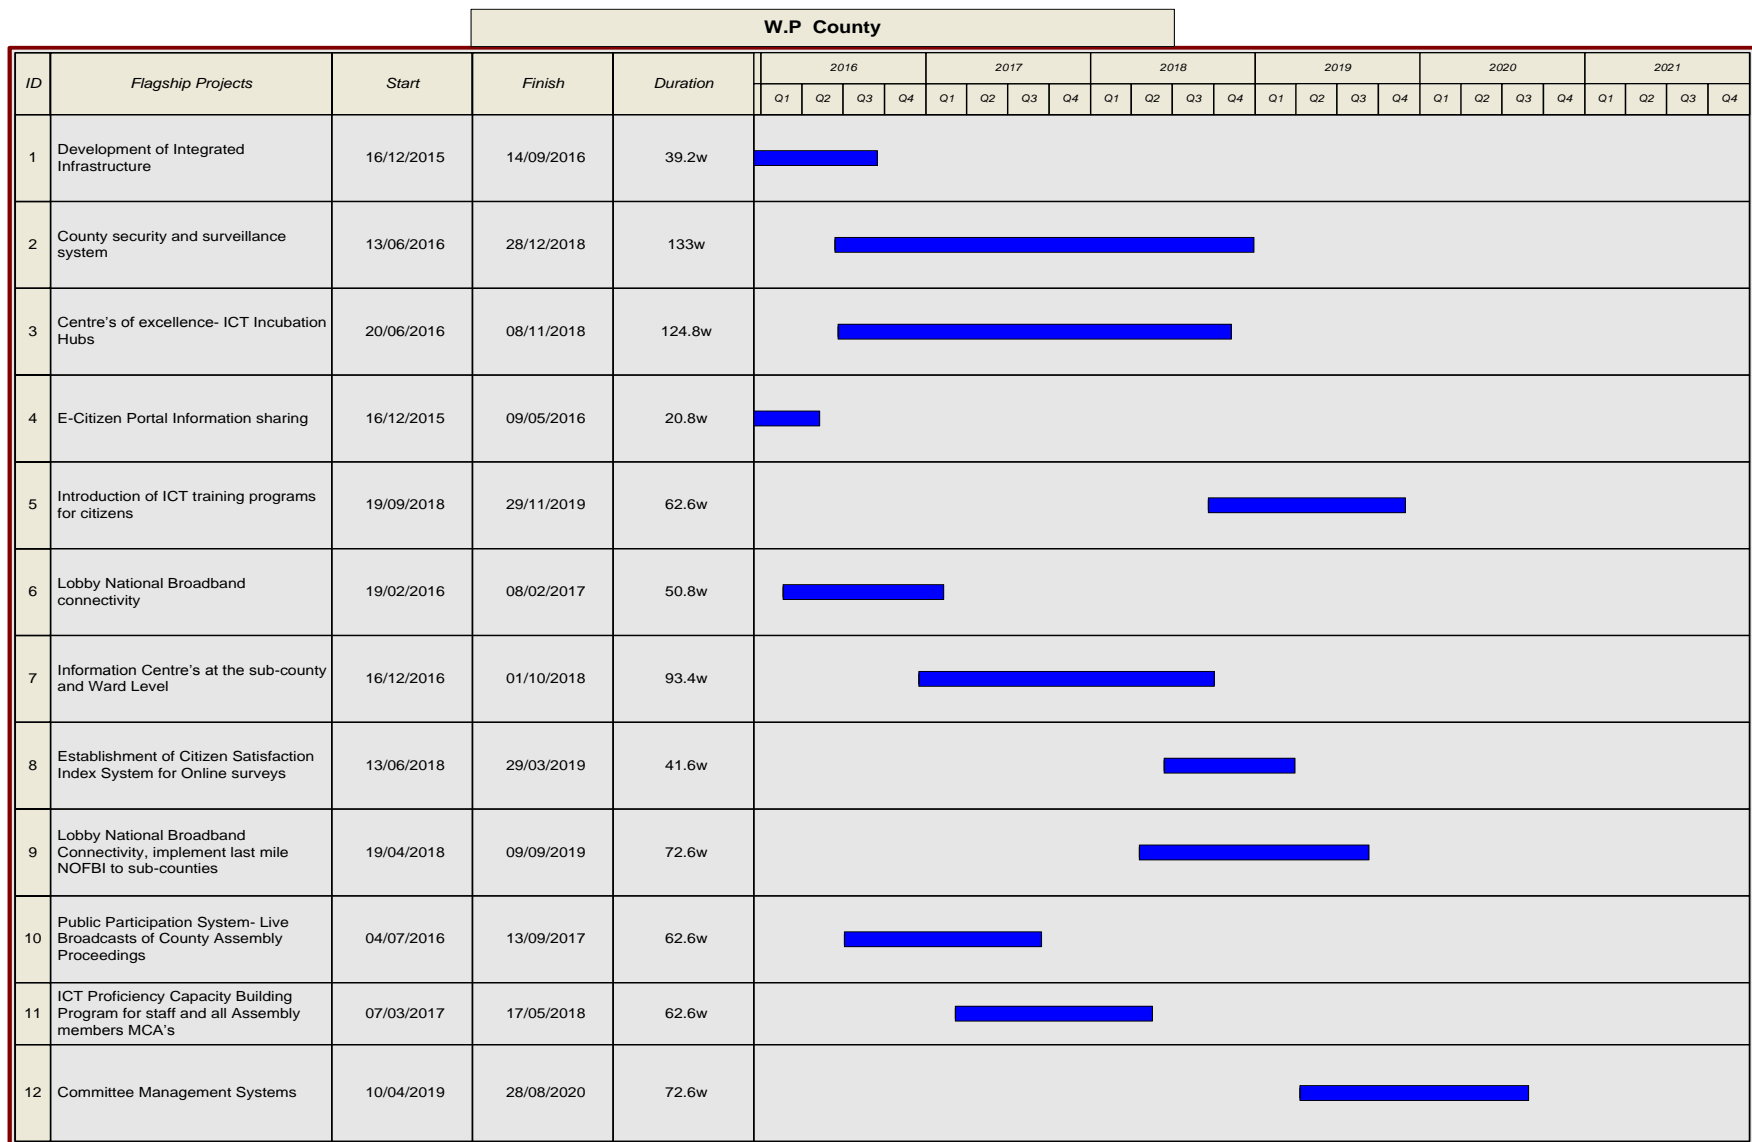 W.P County
ID Flagship Projects Start Finish Duration 2016 2017 2018 2019 2020 2021
Q1 Q2 Q3 Q4 Q1 Q2 Q3 Q4 Q1 Q2 Q3 Q4 Q1 Q2 Q3 Q4 Q1 Q2 Q3 Q4 Q1 Q2 Q3 Q4
1 Development of Integrated
Infrastructure 16/12/2015 14/09/2016 39.2w
2 County security and surveillance
system 13/06/2016 28/12/2018 133w
3 Centre's of excellence- ICT Incubation
Hubs 20/06/2016 08/11/2018 124.8w
4 E-Citizen Portal Information sharing 16/12/2015 09/05/2016 20.8w
5 Introduction of ICT training programs
for citizens 19/09/2018 29/11/2019 62.6w
6 Lobby National Broadband
connectivity 19/02/2016 08/02/2017 50.8w
7 Information Centre's at the sub-county
and Ward Level 16/12/2016 01/10/2018 93.4w
8 Establishment of Citizen Satisfaction
Index System for Online surveys 13/06/2018 29/03/2019 41.6w
9 Lobby National Broadband
Connectivity, implement last mile
NOFBI to sub-counties 19/04/2018 09/09/2019 72.6w
10 Public Participation System- Live
Broadcasts of County Assembly
Proceedings 04/07/2016 13/09/2017 62.6w
11 ICT Proficiency Capacity Building
Program for staff and all Assembly
members MCA's 07/03/2017 17/05/2018 62.6w
12 Committee Management Systems 10/04/2019 28/08/2020 72.6w